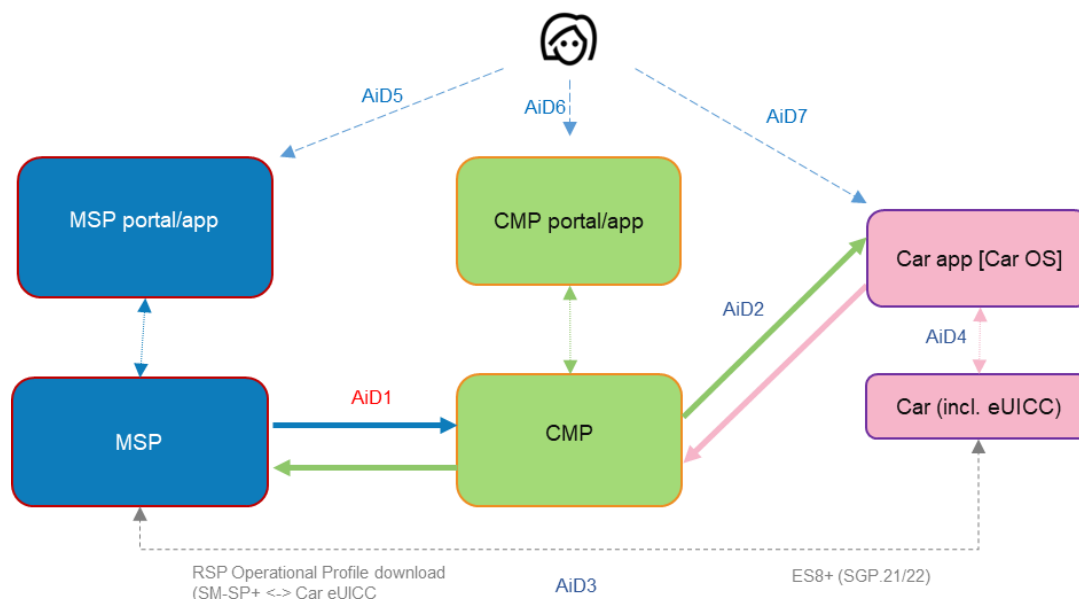 AiD5
AiD6
AiD7
MSP portal/app
CMP portal/app
Car app [Car OS]
AiD2
AiD4
AiD1
MSP
CMP
Car (incl. eUICC)
RSP Operational Profile download
(SM-SP+ <-> Car eUICC
AiD3
ES8+ (SGP.21/22)